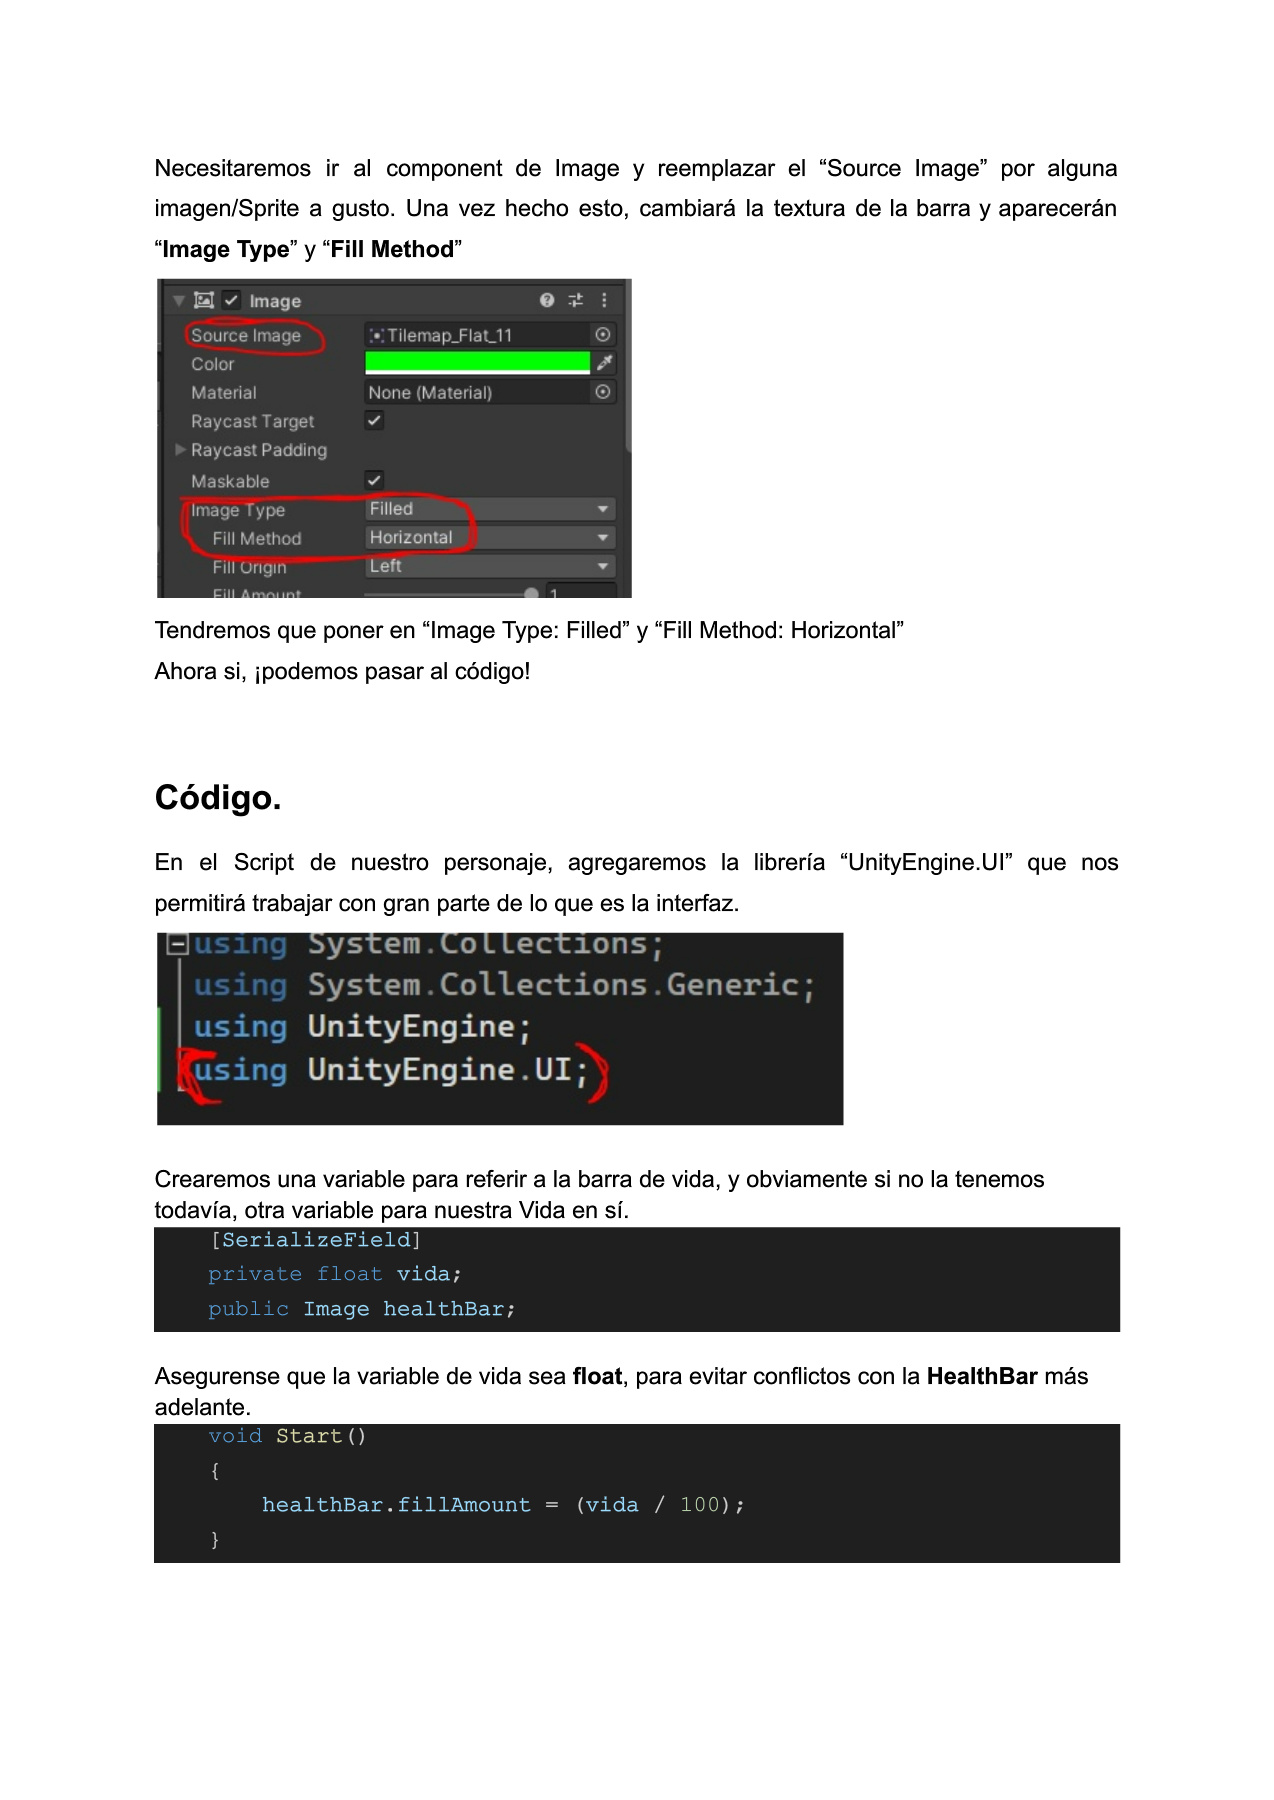 Necesitaremos ir al component de Image y reemplazar el “Source Image” por alguna
imagen/Sprite a gusto. Una vez hecho esto, cambiará la textura de la barra y aparecerán
“Image Type” y “Fill Method”
Image
Source Image Tilemap_Flat_11
Color
Material None (Material)
Raycast Target
Raycast Padding
Maskable
Image Type Filled
Fill Method Horizontal
Fill Origin Left
Fill Amount 1
Tendremos que poner en “Image Type: Filled” y “Fill Method: Horizontal”
Ahora si, ¡podemos pasar al código!
Código.
En el Script de nuestro personaje, agregaremos la librería “UnityEngine.UI” que nos
permitirá trabajar con gran parte de lo que es la interfaz.
using System.Collections;
using System.Collections.Generic;
using UnityEngine;
using UnityEngine.UI;
Crearemos una variable para referir a la barra de vida, y obviamente si no la tenemos
todavía, otra variable para nuestra Vida en sí.
[SerializeField]
private float vida;
public Image healthBar;
Asegurense que la variable de vida sea float, para evitar conflictos con la HealthBar más
adelante.
void Start()
{
healthBar.fillAmount = (vida / 100);
}